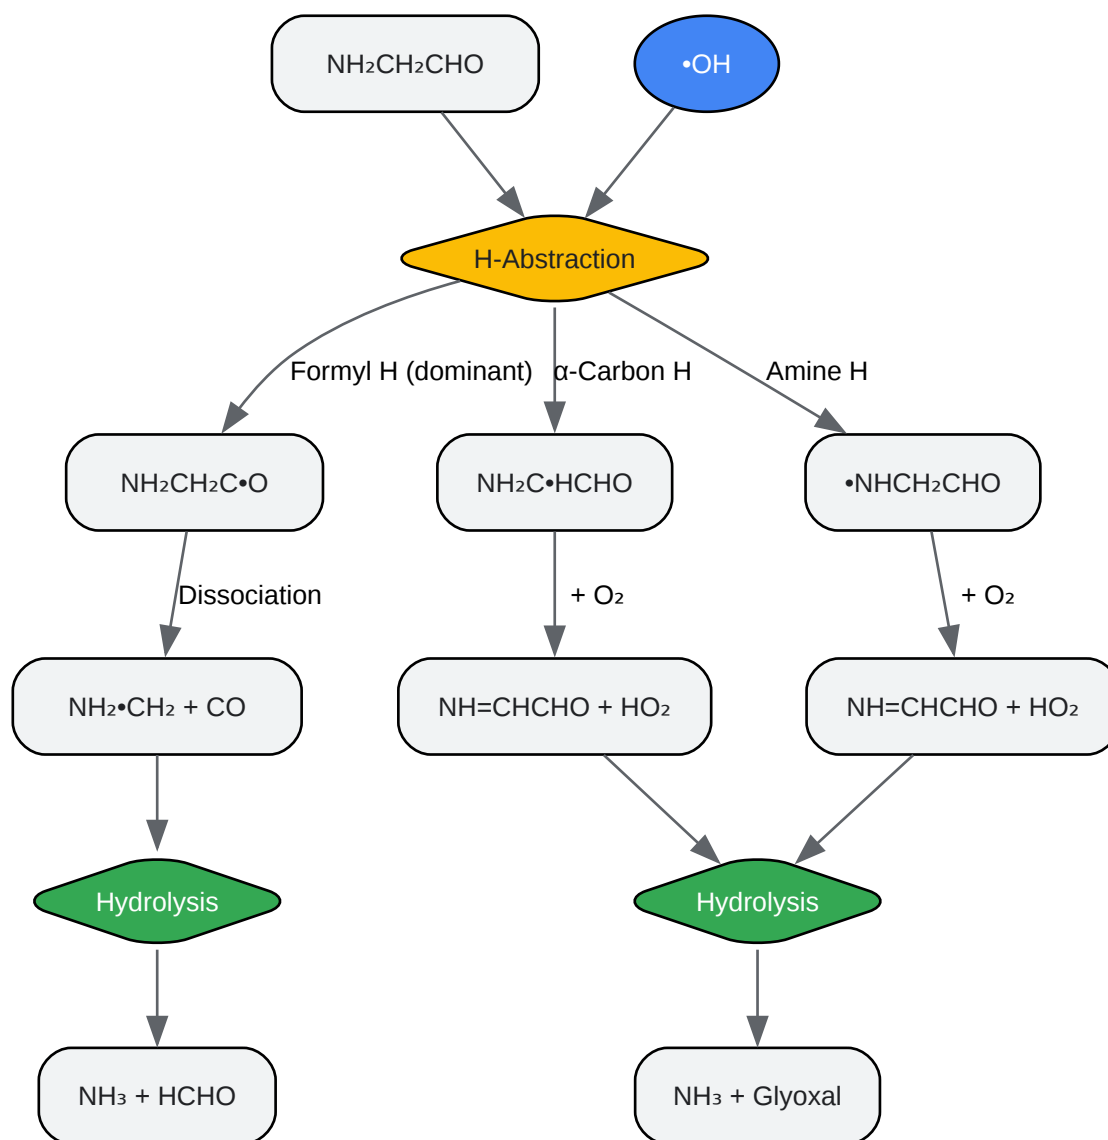 NH₂CH₂CHO
•OH
H-Abstraction
Formyl H (dominant)
α-Carbon H
Amine H
NH₂CH₂C•O
NH₂C•HCHO
•NHCH₂CHO
Dissociation
+ O₂
+ O₂
NH₂•CH₂ + CO
NH=CHCHO + HO₂
NH=CHCHO + HO₂
Hydrolysis
Hydrolysis
NH₃ + HCHO
NH₃ + Glyoxal